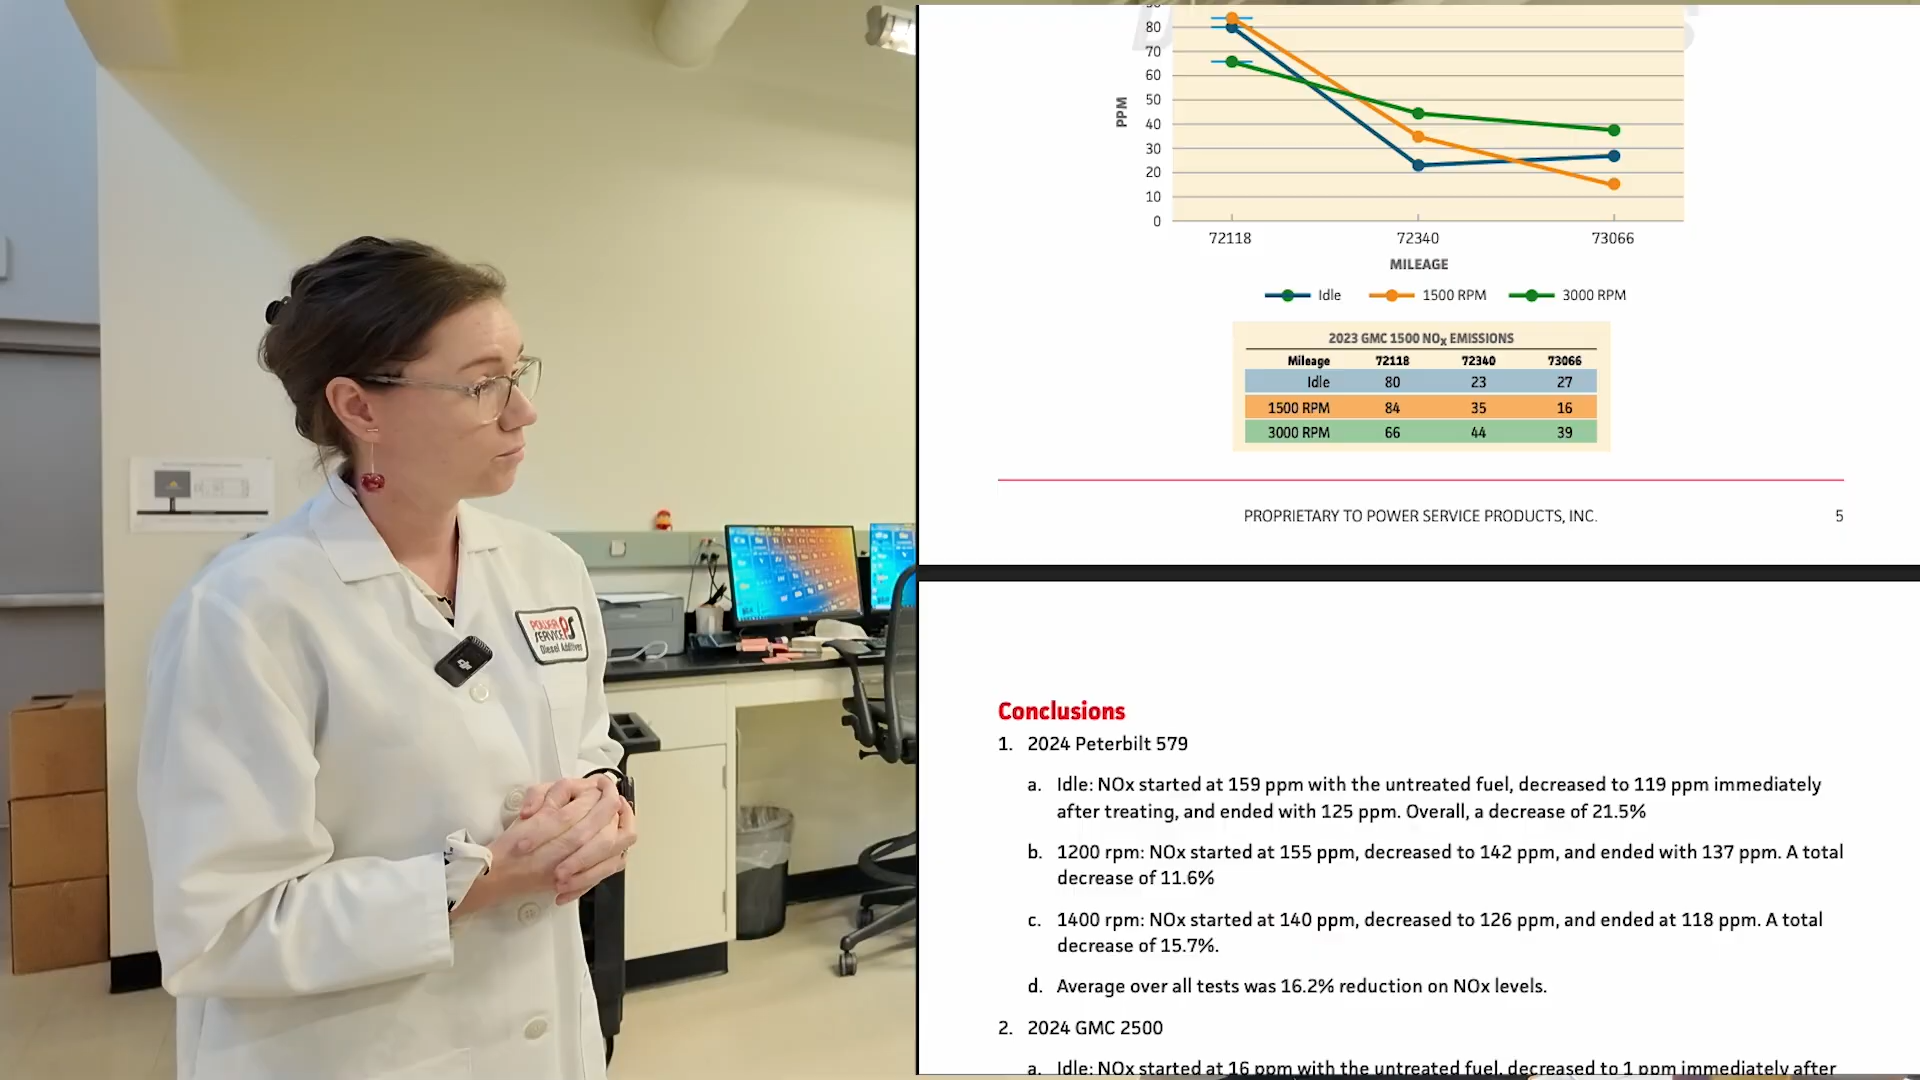 POWER
SERVICE PS
Diesel Additives
dji
80
70
60
50
40
30
20
10
0
PPM
72118 72340 73066
MILEAGE
Idle 1500 RPM 3000 RPM
2023 GMC 1500 NOx EMISSIONS
Mileage 72118 72340 73066
Idle 80 23 27
1500 RPM 84 35 16
3000 RPM 66 44 39
PROPRIETARY TO POWER SERVICE PRODUCTS, INC. 5
Conclusions
1. 2024 Peterbilt 579
a. Idle: NOx started at 159 ppm with the untreated fuel, decreased to 119 ppm immediately
after treating, and ended with 125 ppm. Overall, a decrease of 21.5%
b. 1200 rpm: NOx started at 155 ppm, decreased to 142 ppm, and ended with 137 ppm. A total
decrease of 11.6%
c. 1400 rpm: NOx started at 140 ppm, decreased to 126 ppm, and ended at 118 ppm. A total
decrease of 15.7%.
d. Average over all tests was 16.2% reduction on NOx levels.
2. 2024 GMC 2500
a. Idle: NOx started at 16 ppm with the untreated fuel, decreased to 1 ppm immediately after